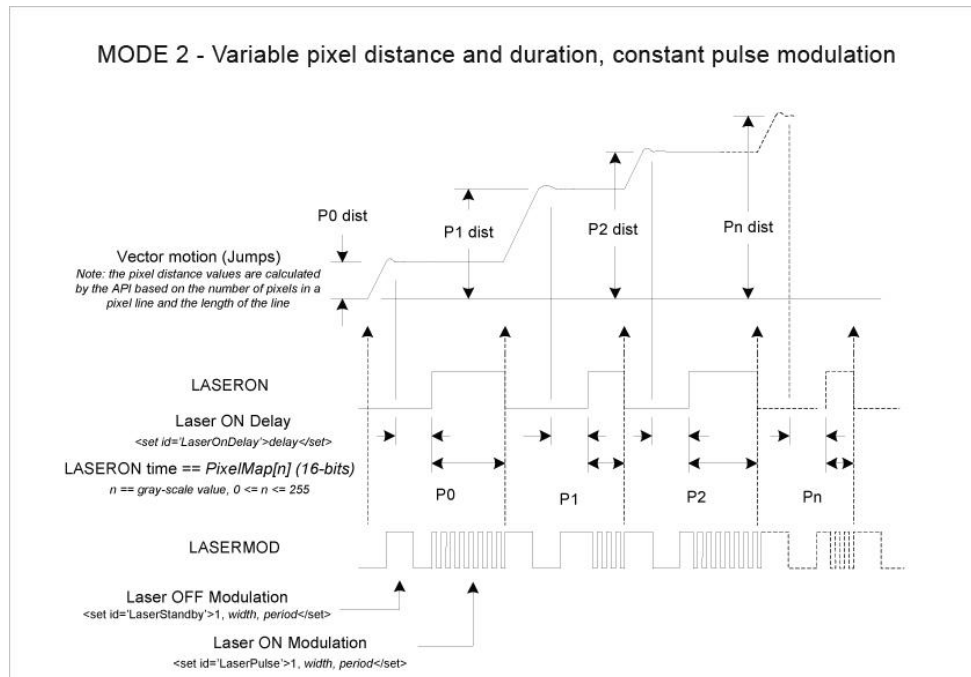 MODE 2 - Variable pixel distance and duration, constant pulse modulation
P0 dist
P1 dist
P2 dist
Pn dist
Vector motion (Jumps)
Note: the pixel distance values are calculated
by the API based on the number of pixels in a
pixel line and the length of the line
LASERON
Laser ON Delay
<set id='LaserOnDelay'>delay</set>
LASERON time == PixelMap[n] (16-bits)
n == gray-scale value, 0 <= n <= 255
P0
P1
P2
Pn
LASERMOD
Laser OFF Modulation
<set id='LaserStandby'>1, width, period</set>
Laser ON Modulation
<set id='LaserPulse'>1, width, period</set>